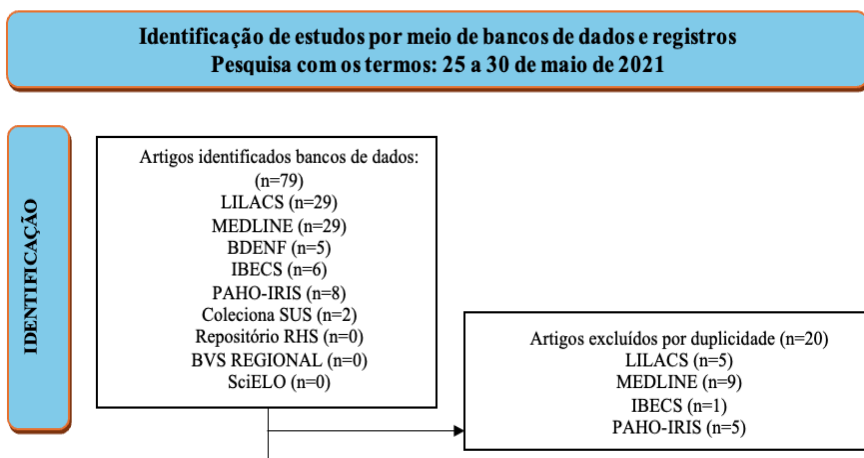 Identificação de estudos por meio de bancos de dados e registros
Pesquisa com os termos: 25 a 30 de maio de 2021
IDENTIFICAÇÃO
Artigos identificados bancos de dados:
(n=79)
LILACS (n=29)
MEDLINE (n=29)
BDENF (n=5)
IBECS (n=6)
PAHO-IRIS (n=8)
Coleciona SUS (n=2)
Repositório RHS (n=0)
BVS REGIONAL (n=0)
SciELO (n=0)
Artigos excluídos por duplicidade (n=20)
LILACS (n=5)
MEDLINE (n=9)
IBECS (n=1)
PAHO-IRIS (n=5)